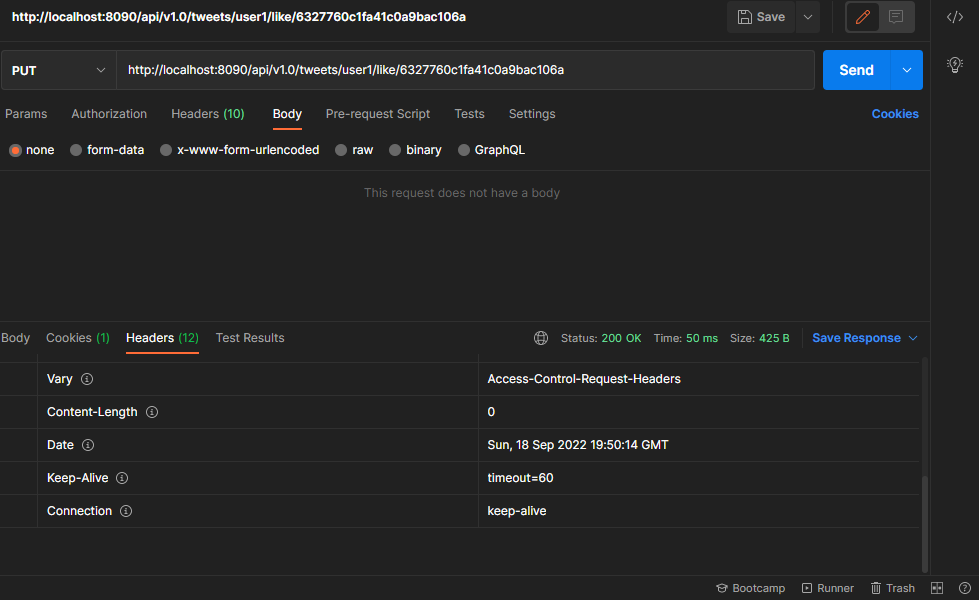 http://localhost:8090/api/v1.0/tweets/user1/like/6327760c1fa41c0a9bac106a
Save
PUT http://localhost:8090/api/v1.0/tweets/user1/like/6327760c1fa41c0a9bac106a Send
Params Authorization Headers (10) Body Pre-request Script Tests Settings Cookies
none form-data x-www-form-urlencoded raw binary GraphQL
This request does not have a body
Body Cookies (1) Headers (12) Test Results Status: 200 OK Time: 50 ms Size: 425 B Save Response
Vary Access-Control-Request-Headers
Content-Length 0
Date Sun, 18 Sep 2022 19:50:14 GMT
Keep-Alive timeout=60
Connection keep-alive
Bootcamp Runner Trash